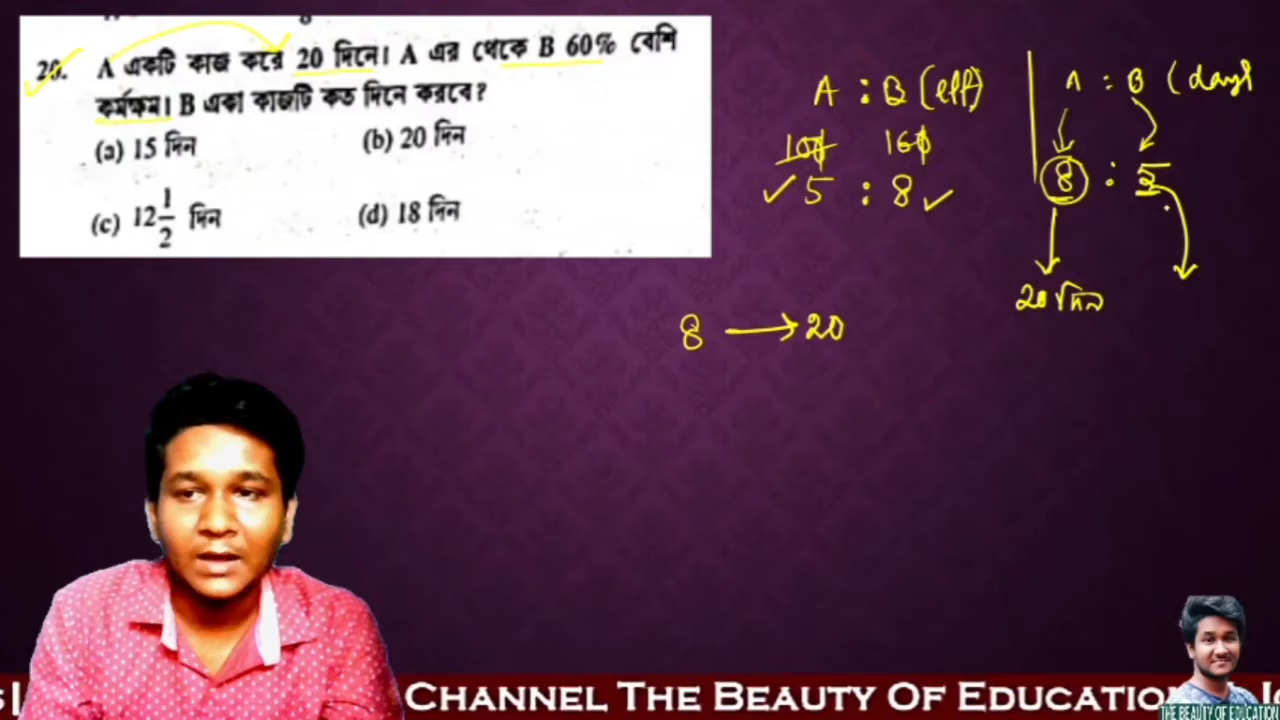 20. A একটি কাজ করে 20 দিনে। A এর থেকে B 60% বেশি
কর্মক্ষম। B একা কাজটি কত দিনে করবে?
(a) 15 দিন (b) 20 দিন
(c) 12 1/2 দিন (d) 18 দিন
A : B (eff)
100 160
5 : 8
A : B (days
8 : 5
20 দিন
8 → 20
CHANNEL THE BEAUTY OF EDUCATION
THE BEAUTY OF EDUCATION